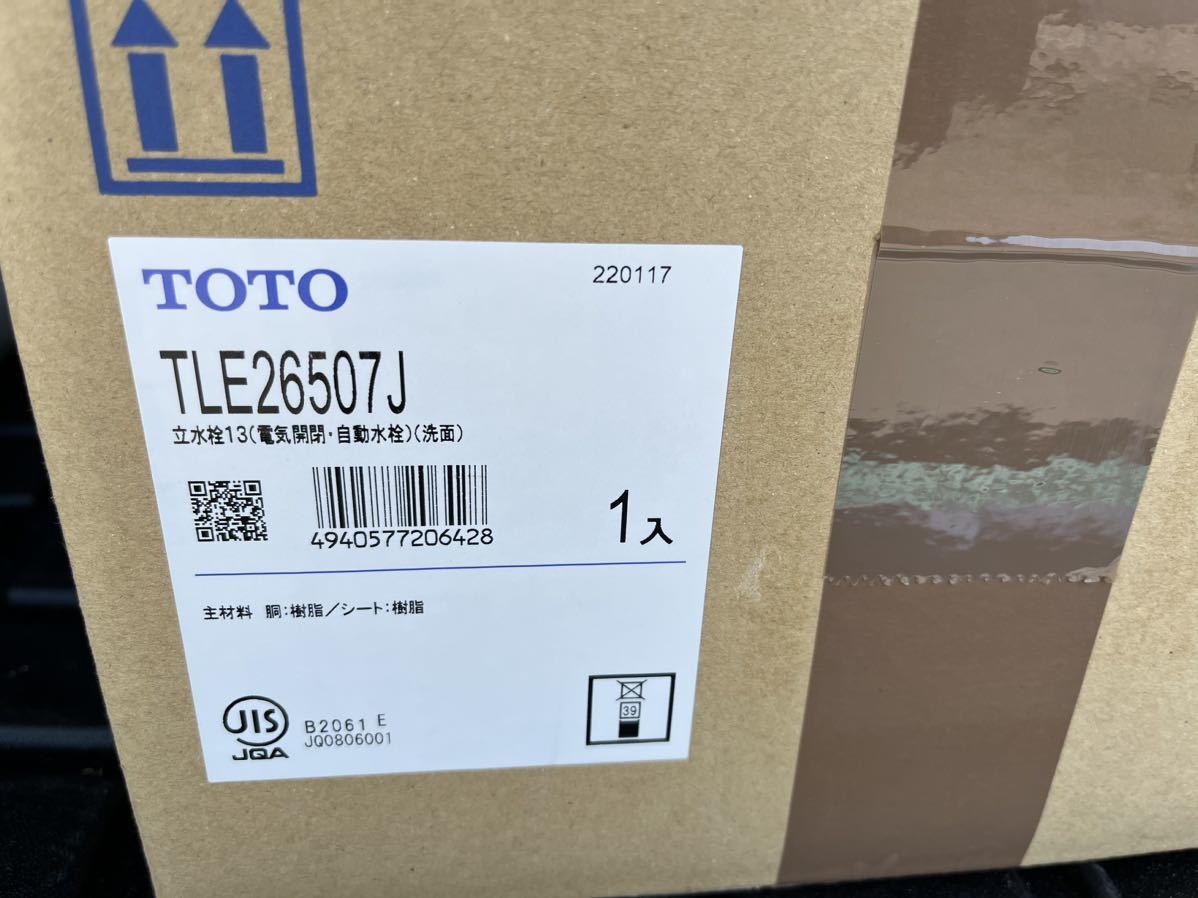 TOTO
220117
TLE26507J
立水栓13(電気開閉・自動水栓)(洗面)
4940577206428
1入
主材料 胴:樹脂/シート:樹脂
JIS
JQA
B2061 E
JQ0806001
39